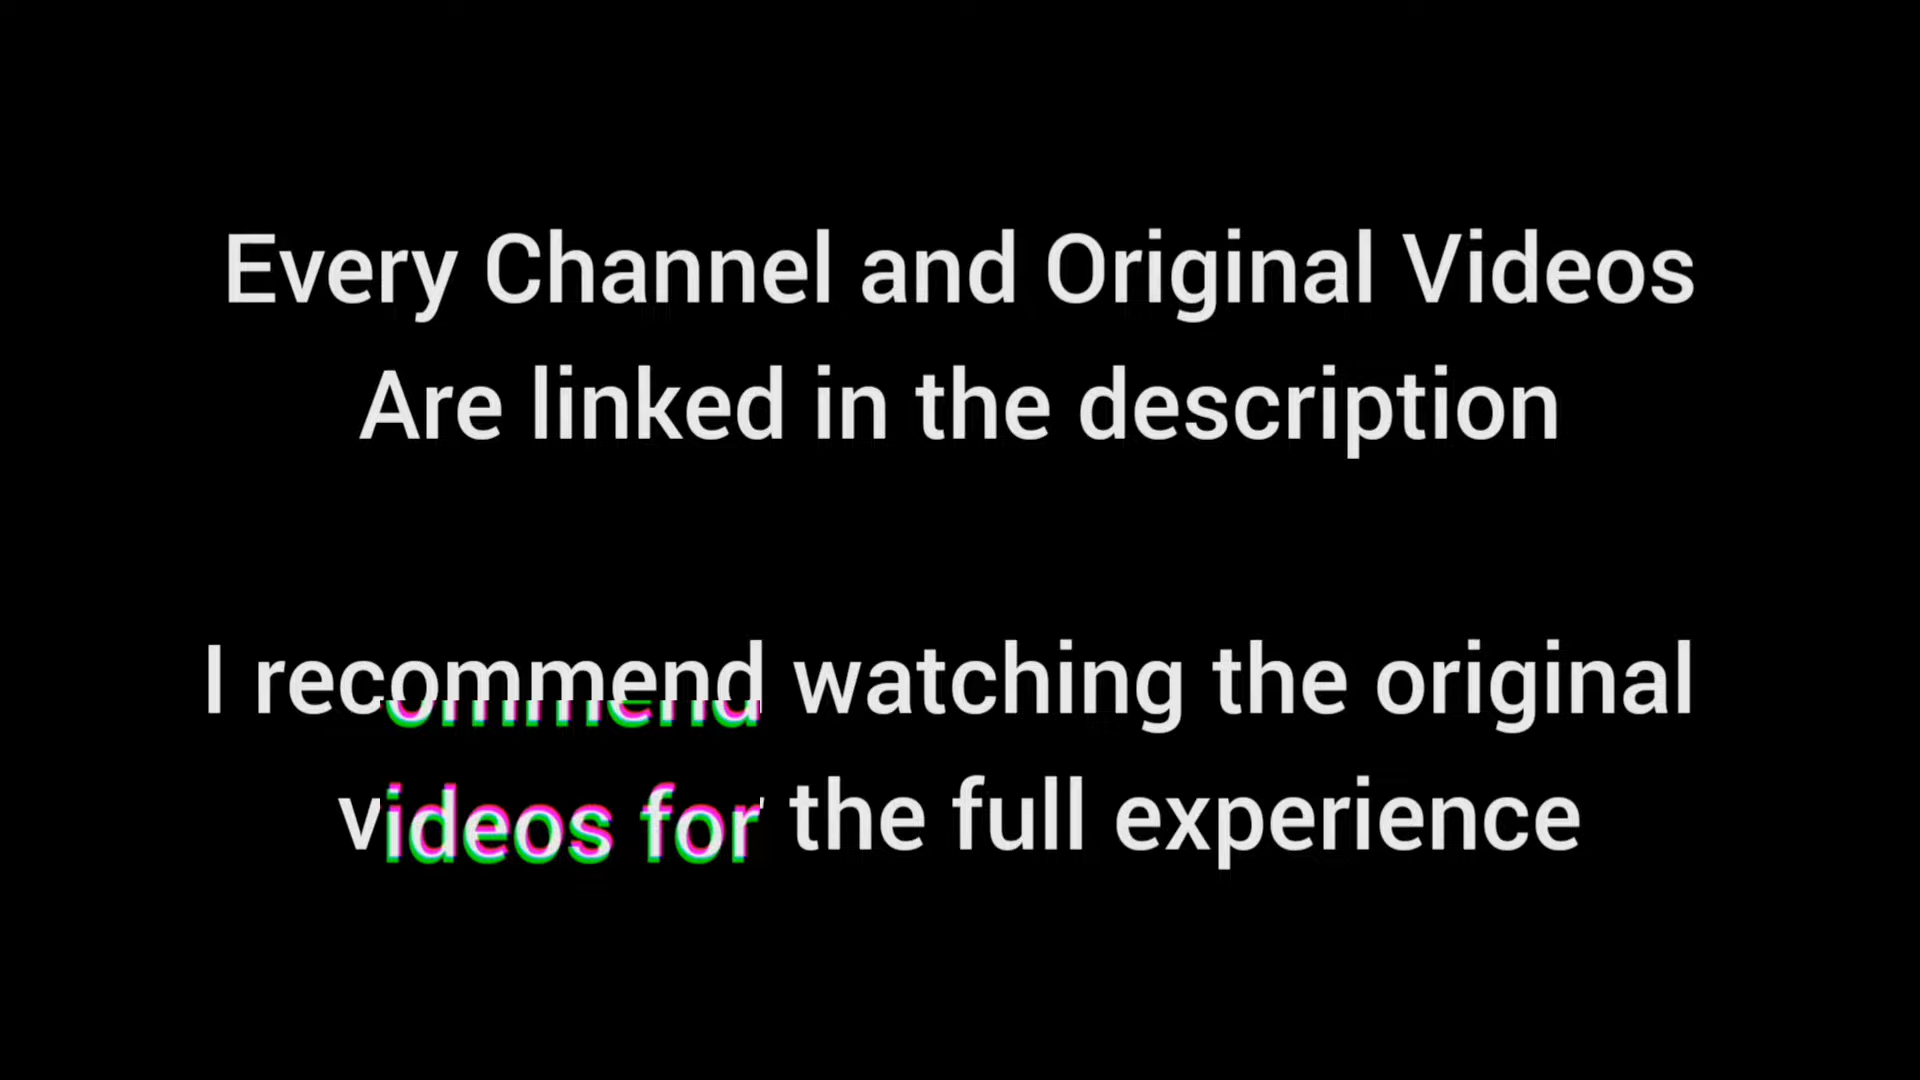 Every Channel and Original Videos
Are linked in the description
I recommend watching the original
videos for the full experience